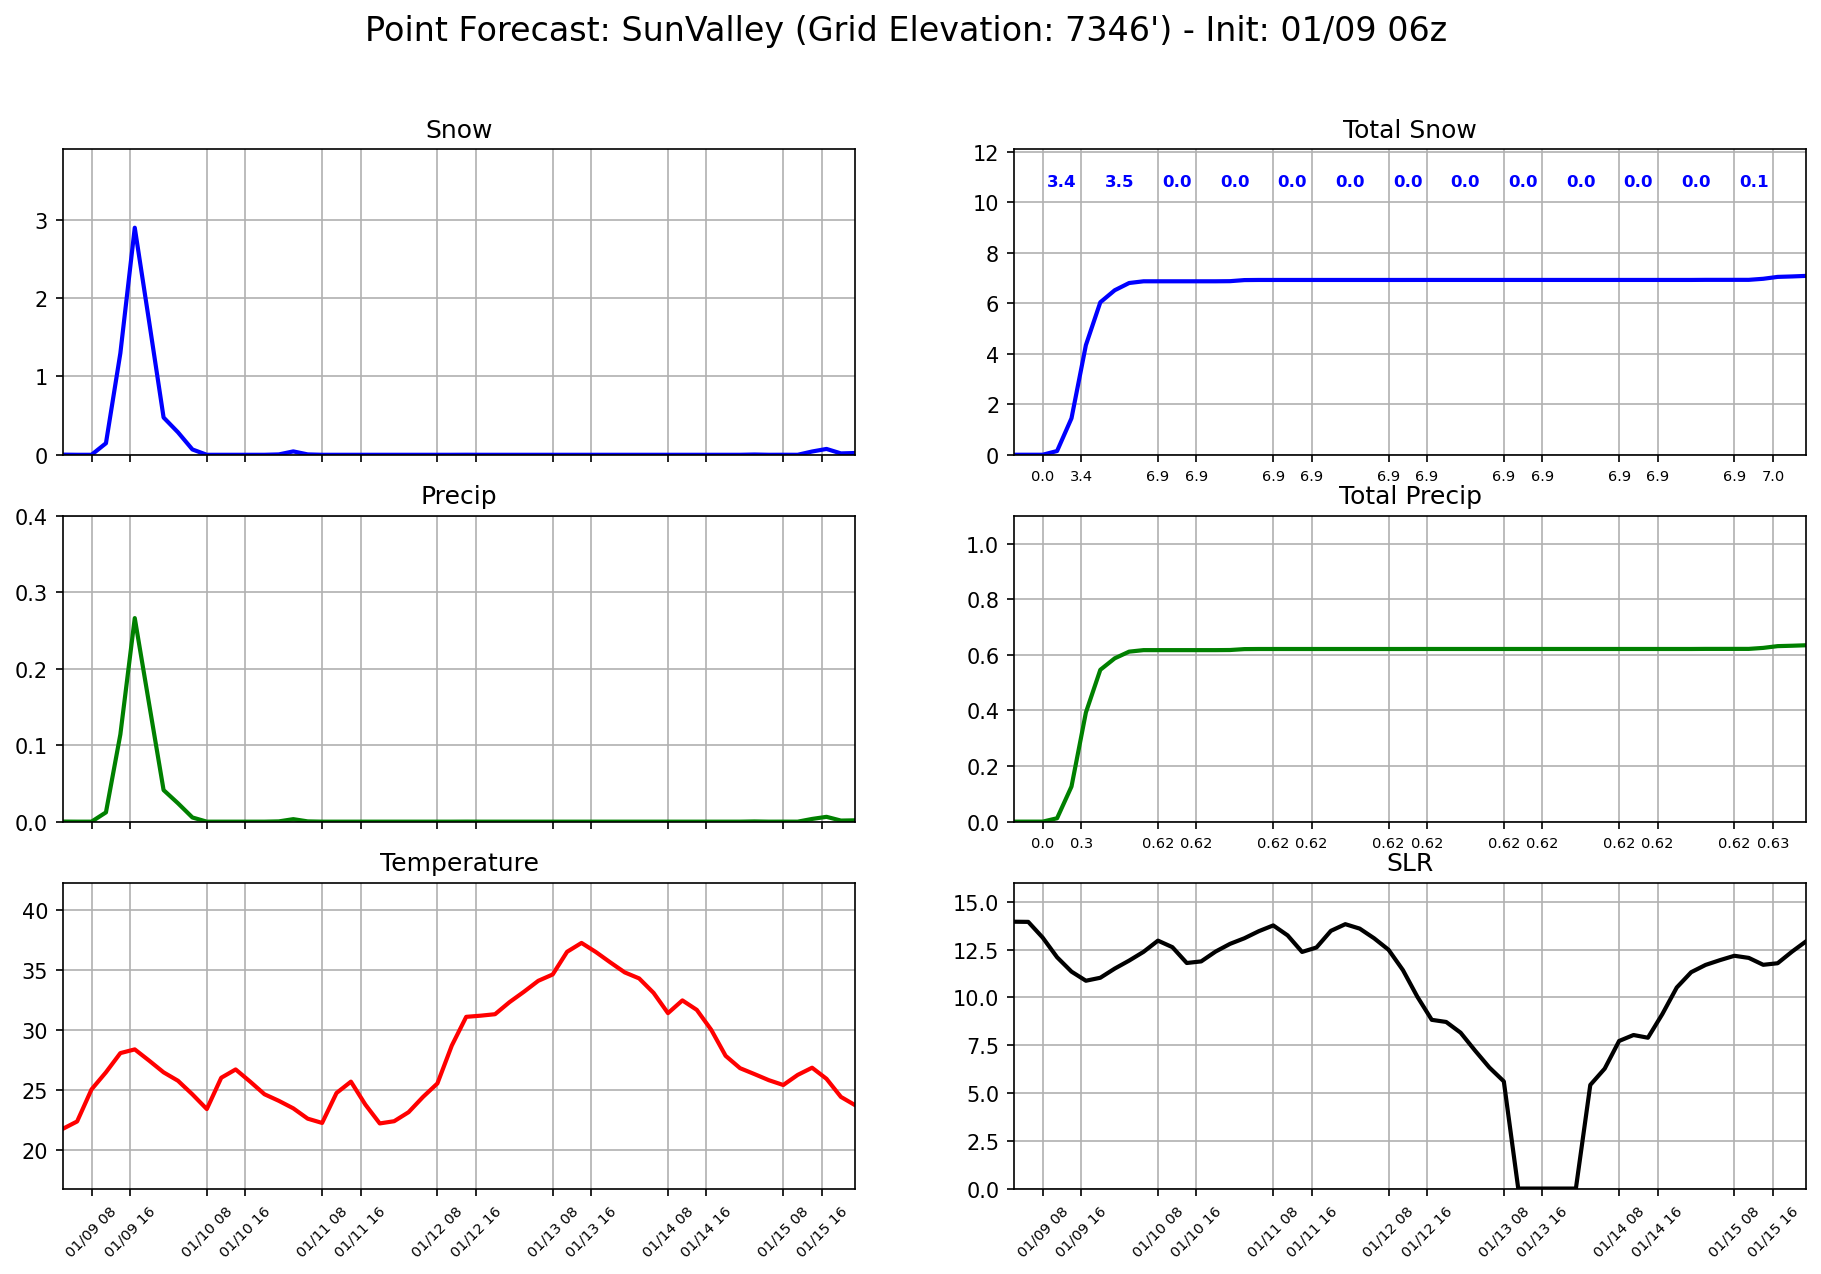 Point Forecast: SunValley (Grid Elevation: 7346') - Init: 01/09 06z
Snow
3
2
1
0
Total Snow
12
10
8
6
4
2
0
3.4 3.5 0.0 0.0 0.0 0.0 0.0 0.0 0.0 0.0 0.0 0.0 0.1
0.0 3.4 6.9 6.9 6.9 6.9 6.9 6.9 6.9 6.9 6.9 6.9 6.9 7.0
Precip
0.4
0.3
0.2
0.1
0.0
Total Precip
1.0
0.8
0.6
0.4
0.2
0.0
0.0 0.3 0.62 0.62 0.62 0.62 0.62 0.62 0.62 0.62 0.62 0.62 0.62 0.63
Temperature
40
35
30
25
20
01/09 08 01/09 16 01/10 08 01/10 16 01/11 08 01/11 16 01/12 08 01/12 16 01/13 08 01/13 16 01/14 08 01/14 16 01/15 08 01/15 16
SLR
15.0
12.5
10.0
7.5
5.0
2.5
0.0
01/09 08 01/09 16 01/10 08 01/10 16 01/11 08 01/11 16 01/12 08 01/12 16 01/13 08 01/13 16 01/14 08 01/14 16 01/15 08 01/15 16